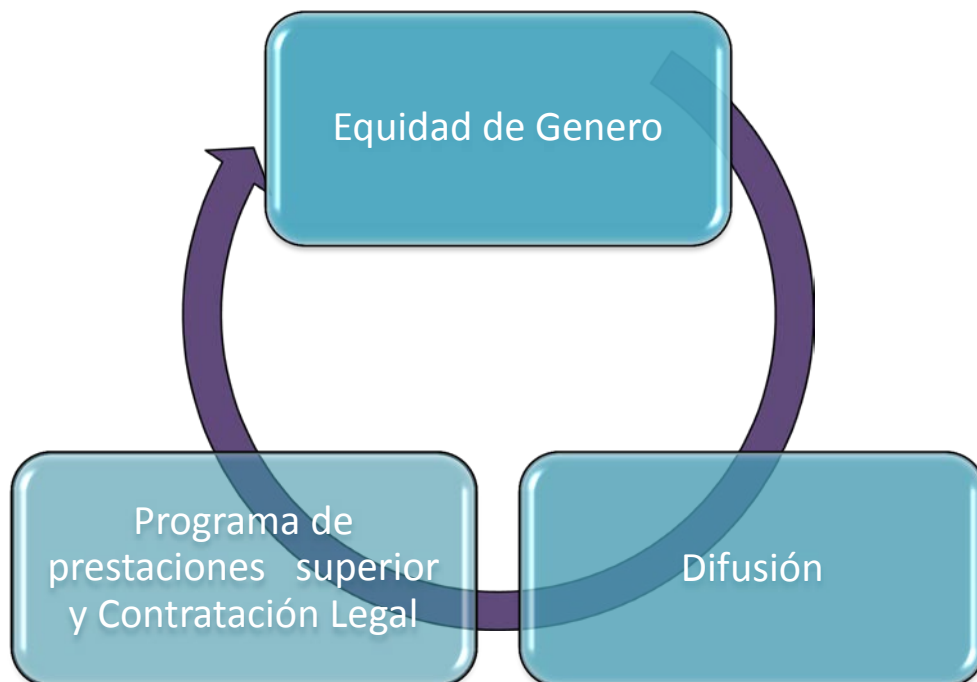 Equidad de Genero
Programa de
prestaciones superior
y Contratación Legal
Difusión